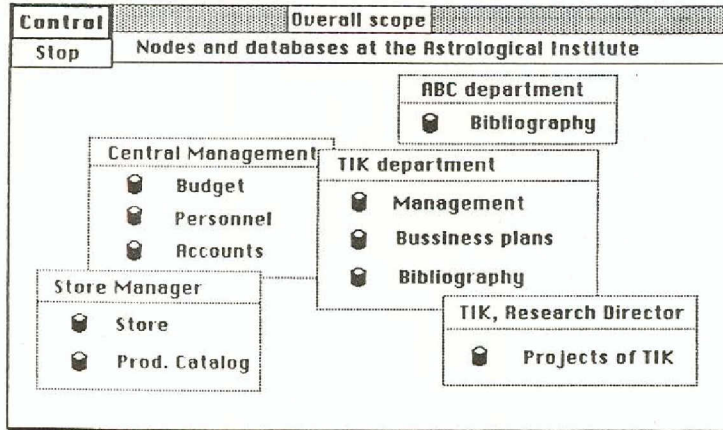 Control
Overall scope
Stop
Nodes and databases at the Astrological Institute
ABC department
Bibliography
Central Management
Budget
Personnel
Accounts
TIK department
Management
Bussiness plans
Bibliography
Store Manager
Store
Prod. Catalog
TIK, Research Director
Projects of TIK